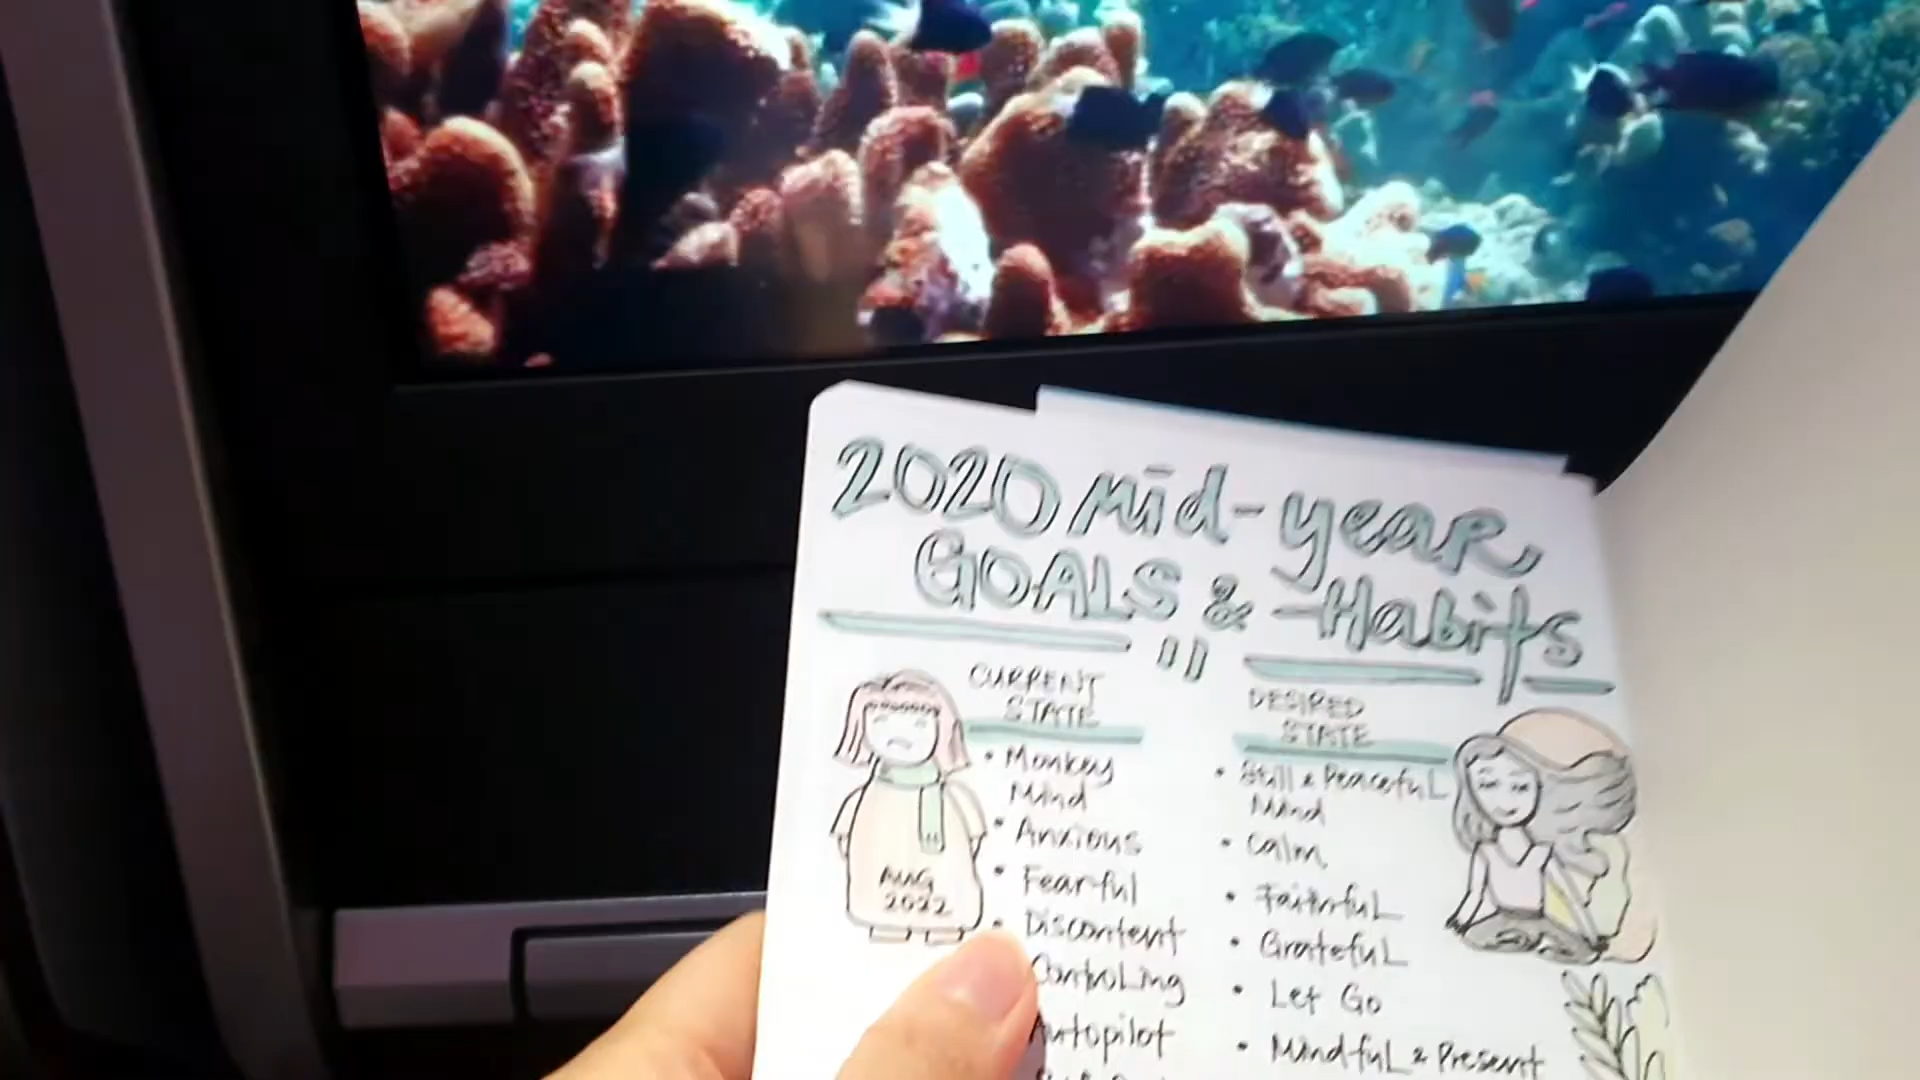 2020 Mid-year
GOALS & Habits
CURRENT
STATE
• Monkey
Mind
• Anxious
• Fearful
• Discontent
ControLing
Autopilot
AUG
2022
DESIRED
STATE
• Still & PeacefuL
Mind
• Calm
• FaithfuL
• GratefuL
• Let Go
• MindfuL & Present